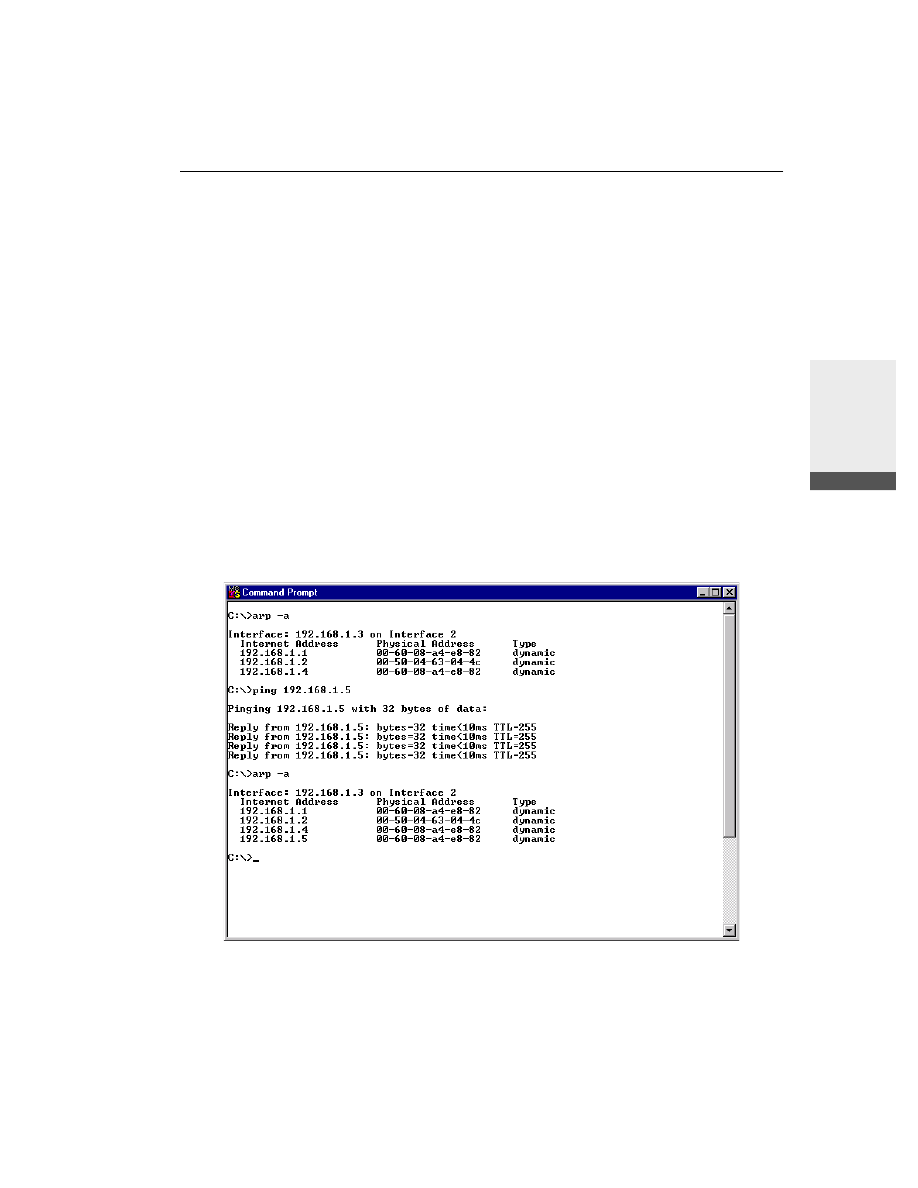 Command Prompt
C:\>arp -a
Interface: 192.168.1.3 on Interface 2
Internet Address Physical Address Type
192.168.1.1 00-60-08-a4-e8-82 dynamic
192.168.1.2 00-50-04-63-04-4c dynamic
192.168.1.4 00-60-08-a4-e8-82 dynamic
C:\>ping 192.168.1.5
Pinging 192.168.1.5 with 32 bytes of data:
Reply from 192.168.1.5: bytes=32 time<10ms TTL=255
Reply from 192.168.1.5: bytes=32 time<10ms TTL=255
Reply from 192.168.1.5: bytes=32 time<10ms TTL=255
Reply from 192.168.1.5: bytes=32 time<10ms TTL=255
C:\>arp -a
Interface: 192.168.1.3 on Interface 2
Internet Address Physical Address Type
192.168.1.1 00-60-08-a4-e8-82 dynamic
192.168.1.2 00-50-04-63-04-4c dynamic
192.168.1.4 00-60-08-a4-e8-82 dynamic
192.168.1.5 00-60-08-a4-e8-82 dynamic
C:\>_